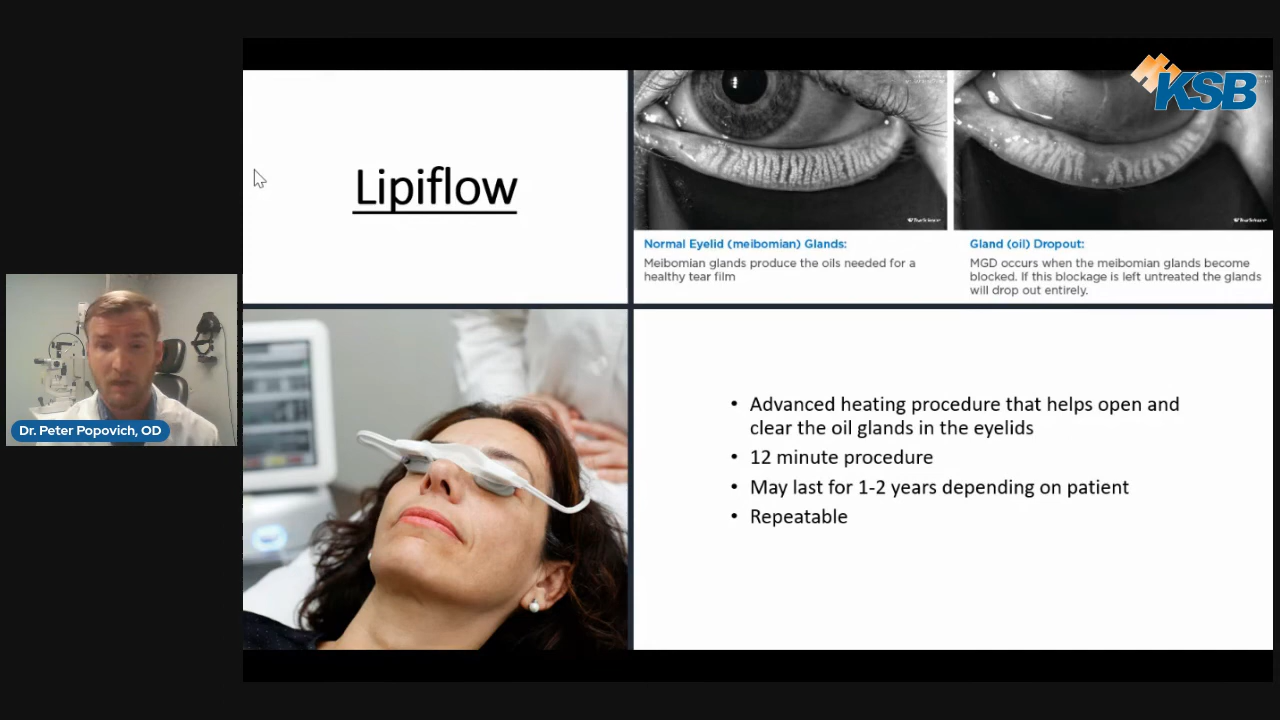 KSB
Lipiflow
Normal Eyelid (meibomian) Glands:
Meibomian glands produce the oils needed for a
healthy tear film
Gland (oil) Dropout:
MGD occurs when the meibomian glands become
blocked. If this blockage is left untreated the glands
will drop out entirely.
Dr. Peter Popovich, OD
• Advanced heating procedure that helps open and
clear the oil glands in the eyelids
• 12 minute procedure
• May last for 1-2 years depending on patient
• Repeatable